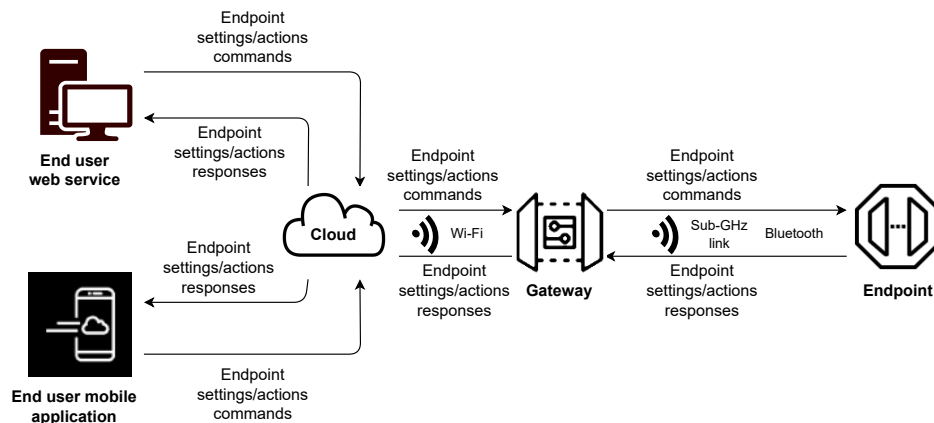 Endpoint
settings/actions
commands
Endpoint
settings/actions
responses
End user
web service
Endpoint
settings/actions
commands
Endpoint
settings/actions
commands
Cloud
Wi-Fi
Sub-GHz
link
Bluetooth
Endpoint
settings/actions
responses
Endpoint
settings/actions
responses
Gateway
Endpoint
settings/actions
responses
Endpoint
End user mobile
application
Endpoint
settings/actions
commands